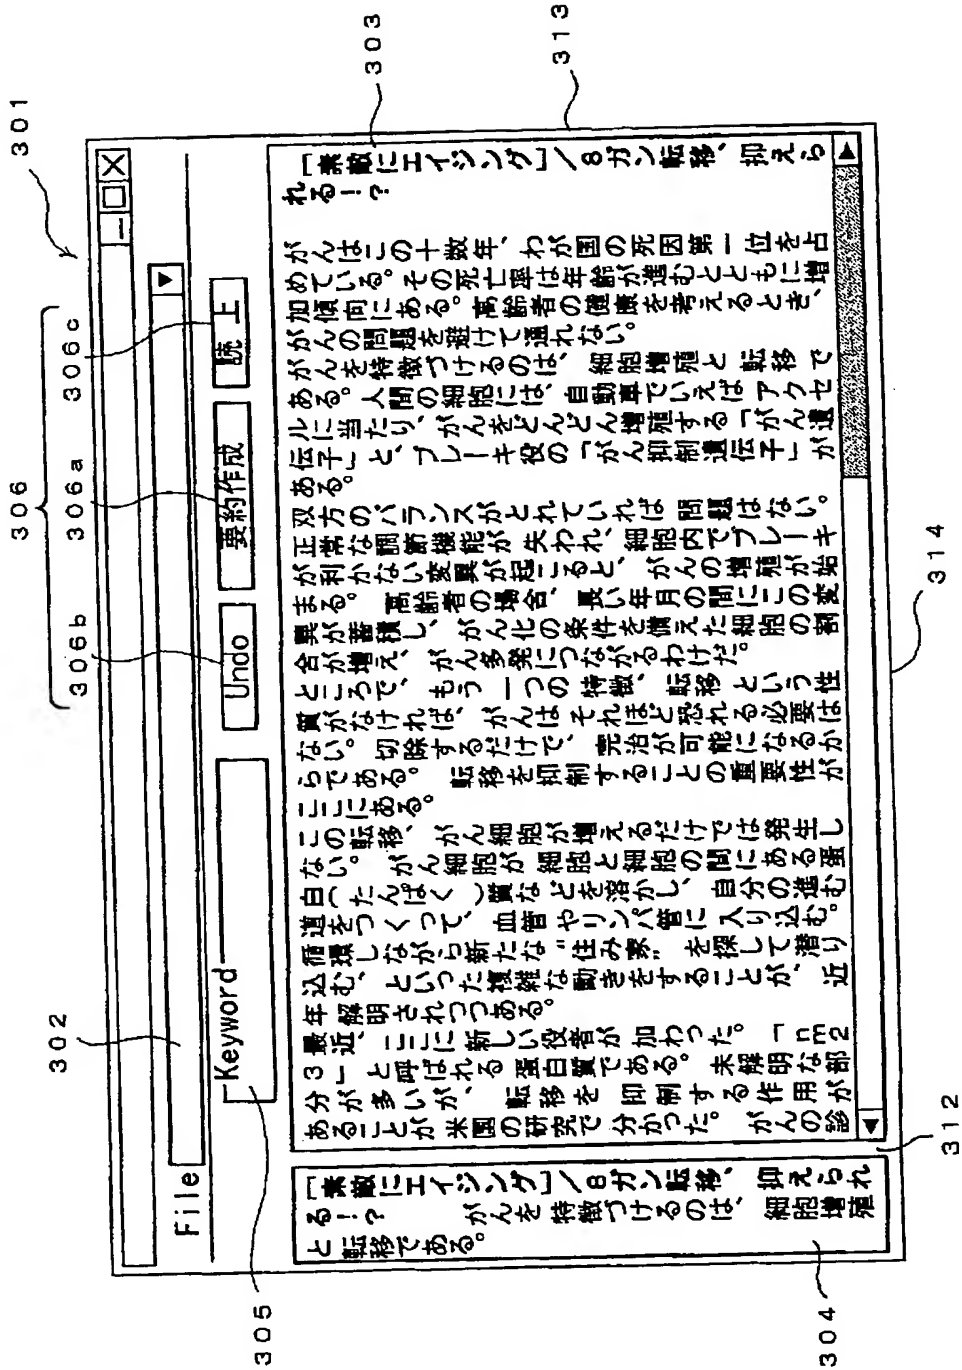 301
306
306b 306a 306c
302
File
305
Keyword
Undo
要約作成
読上
303
313
[素敵にエイジング]/8ガン転移、抑えら
れる!?
がんはこの十数年、わが国の死因第一位を占
めている。その死亡率は年齢が進むとともに増
加傾向にある。高齢者の健康を考えるとき、
がんの問題を避けて通れない。
がんを特徴づけるのは、細胞増殖と転移で
ある。人間の細胞には、自動車でいえばアクセ
ルに当たり、がんをどんどん増殖する「がん遺
伝子」と、ブレーキ役の「がん抑制遺伝子」が
ある。
双方のバランスがとれていれば問題はない。
正常な調節機能が失われ、細胞内でブレーキ
が利かない変異が起こると、がんの増殖が始
まる。高齢者の場合、長い年月の間にこの変
異が蓄積し、がん化の条件を備えた細胞の割
合が増え、がん多発につながるわけだ。
ところで、もう一つの特徴、転移という性
質がなければ、がんはそれほど恐れる必要は
ない。切除するだけで、完治が可能になるか
らである。転移を抑制することの重要性が
ここにある。
この転移、がん細胞が増えるだけでは発生し
ない。がん細胞が細胞と細胞の間にある蛋
白(たんぱく)質などを溶かし、自分の進む
道をつくって、血管やリンパ管に入り込む。
循環しながら新たな“住み家”を探して潜り
込む、といった複雑な動きをすることが、近
年解明されつつある。
最近、ここに新しい役者が加わった。「nm2
3」と呼ばれる蛋白質である。未解明な部
分が多いが、転移を抑制する作用が
あることが米国の研究で分かった。がんの診
314
312
[素敵にエイジング]/8ガン転移、抑えられ
る!? がんを特徴づけるのは、細胞増殖
と転移である。
304